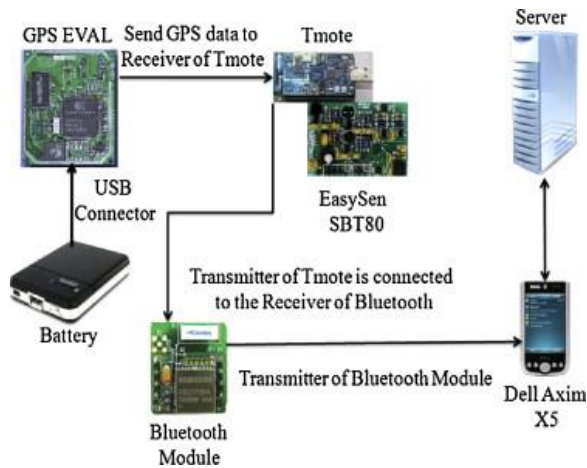 GPS EVAL
Send GPS data to
Receiver of Tmote
Tmote
Server
USB
Connector
EasySen
SBT80
Battery
Transmitter of Tmote is connected
to the Receiver of Bluetooth
Transmitter of Bluetooth Module
Bluetooth
Module
Dell Axim
X5